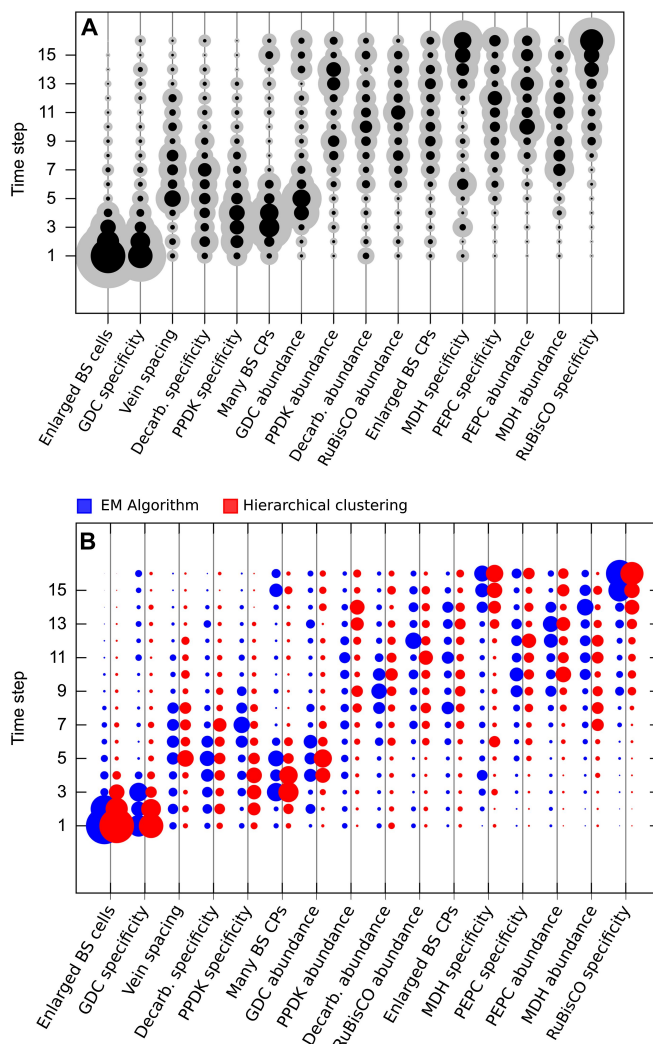 A
15
13
11
9
7
5
3
1
Time step
Enlarged BS cells
GDC specificity
Vein spacing
Decarb. specificity
PPDK specificity
Many BS CPs
GDC abundance
PPDK abundance
Decarb. abundance
RuBisCO abundance
Enlarged BS CPs
MDH specificity
PEPC specificity
PEPC abundance
MDH abundance
RuBisCO specificity
EM Algorithm
Hierarchical clustering
B
15
13
11
9
7
5
3
1
Time step
Enlarged BS cells
GDC specificity
Vein spacing
Decarb. specificity
PPDK specificity
Many BS CPs
GDC abundance
PPDK abundance
Decarb. abundance
RuBisCO abundance
Enlarged BS CPs
MDH specificity
PEPC specificity
PEPC abundance
MDH abundance
RuBisCO specificity